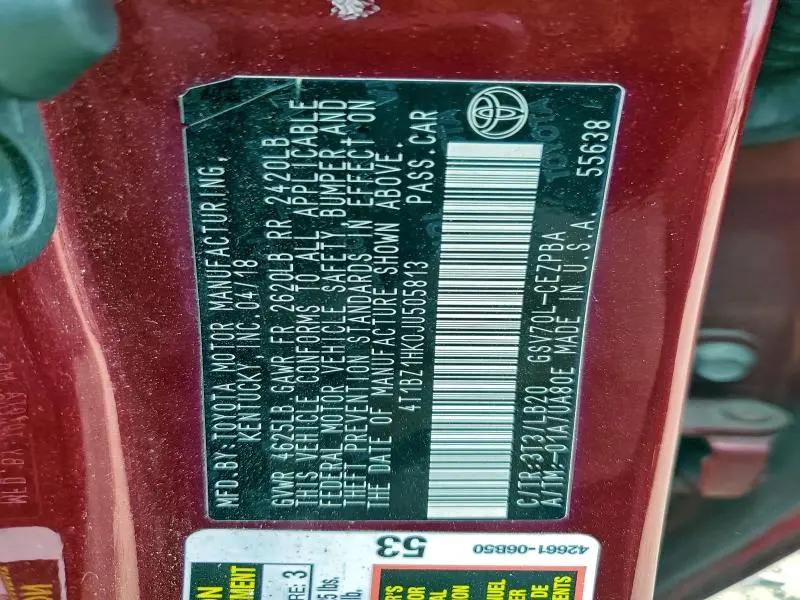 MFD BY: TOYOTA MOTOR MANUFACTURING,
KENTUCKY, INC 04/18
GVWR 4625LB GAWR FR 2620LB RR 2420LB
THIS VEHICLE CONFORMS TO ALL APPLICABLE
FEDERAL MOTOR VEHICLE SAFETY, BUMPER, AND
THEFT PREVENTION STANDARDS IN EFFECT ON
THE DATE OF MANUFACTURE SHOWN ABOVE.
4T1BZ1HK0JU505813 PASS.CAR
C/TR:3T3/LB20 GSV70L-CEZPBA
A/TM:-01A/UA80E MADE IN U.S.A. 55638
53
42661-06B50